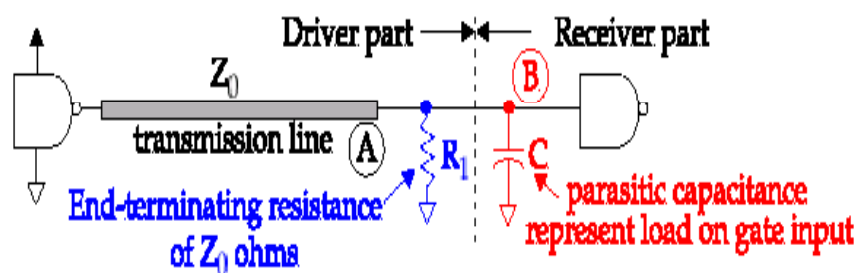 Driver part
Receiver part
Z0
B
transmission line
A
R1
C
End-terminating resistance
of Z0 ohms
parasitic capacitance
represent load on gate input